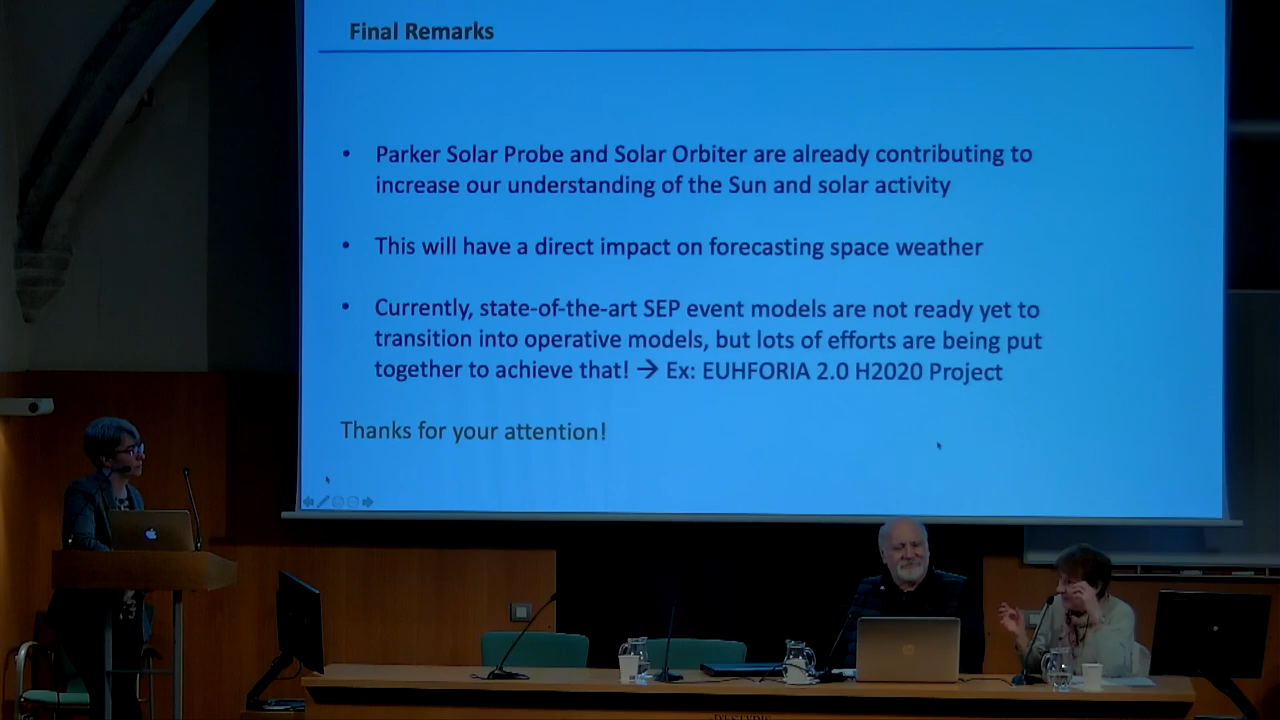 Final Remarks
• Parker Solar Probe and Solar Orbiter are already contributing to
increase our understanding of the Sun and solar activity
• This will have a direct impact on forecasting space weather
• Currently, state-of-the-art SEP event models are not ready yet to
transition into operative models, but lots of efforts are being put
together to achieve that! → Ex: EUHFORIA 2.0 H2020 Project
Thanks for your attention!